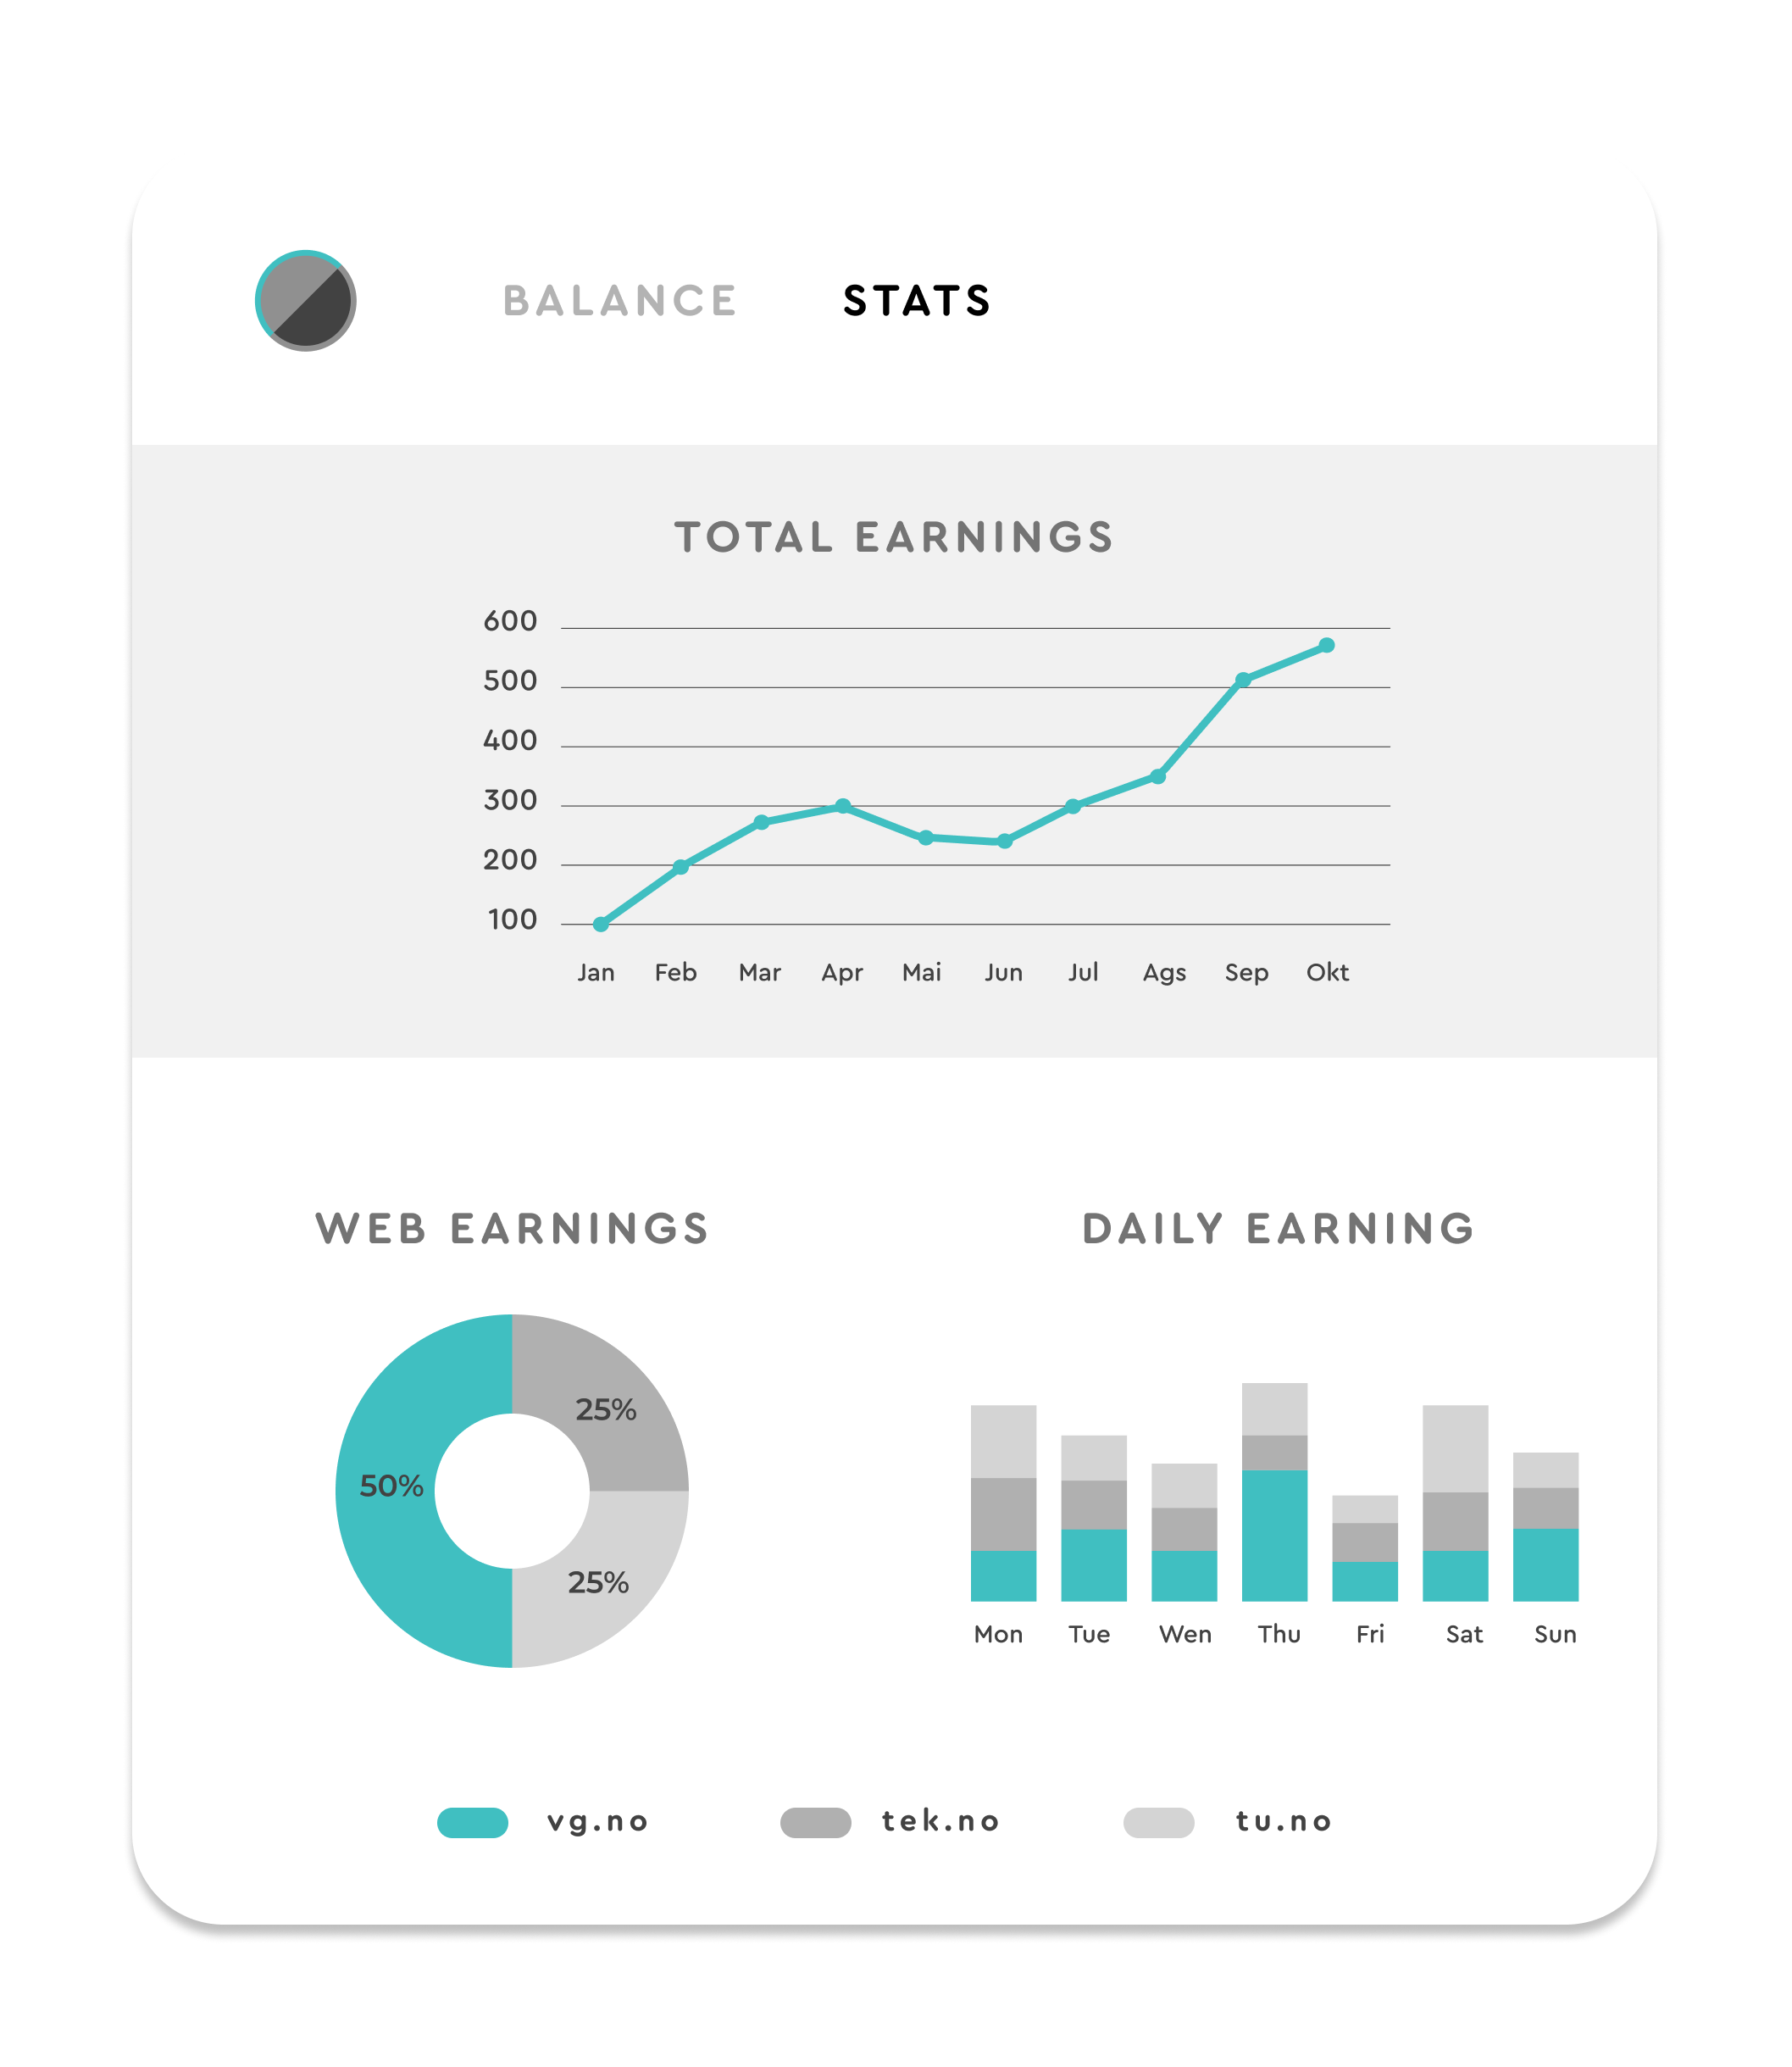 BALANCE STATS
TOTAL EARNINGS
600
500
400
300
200
100
Jan Feb Mar Apr Mai Jun Jul Ags Sep Okt
WEB EARNINGS
25%
50%
25%
DAILY EARNING
Mon Tue Wen Thu Fri Sat Sun
vg.no tek.no tu.no